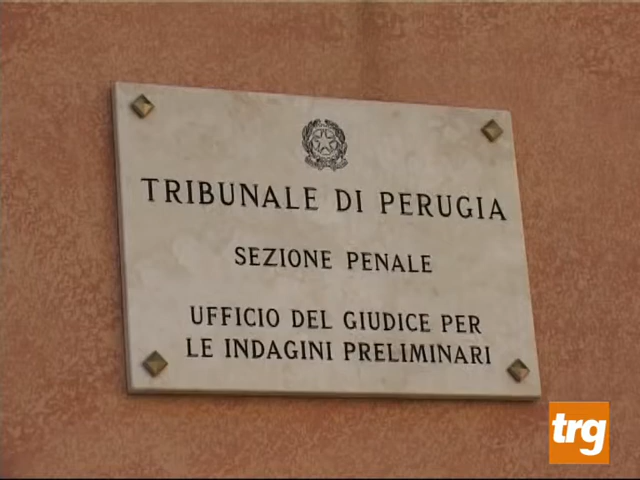 TRIBUNALE DI PERUGIA
SEZIONE PENALE
UFFICIO DEL GIUDICE PER
LE INDAGINI PRELIMINARI
trg